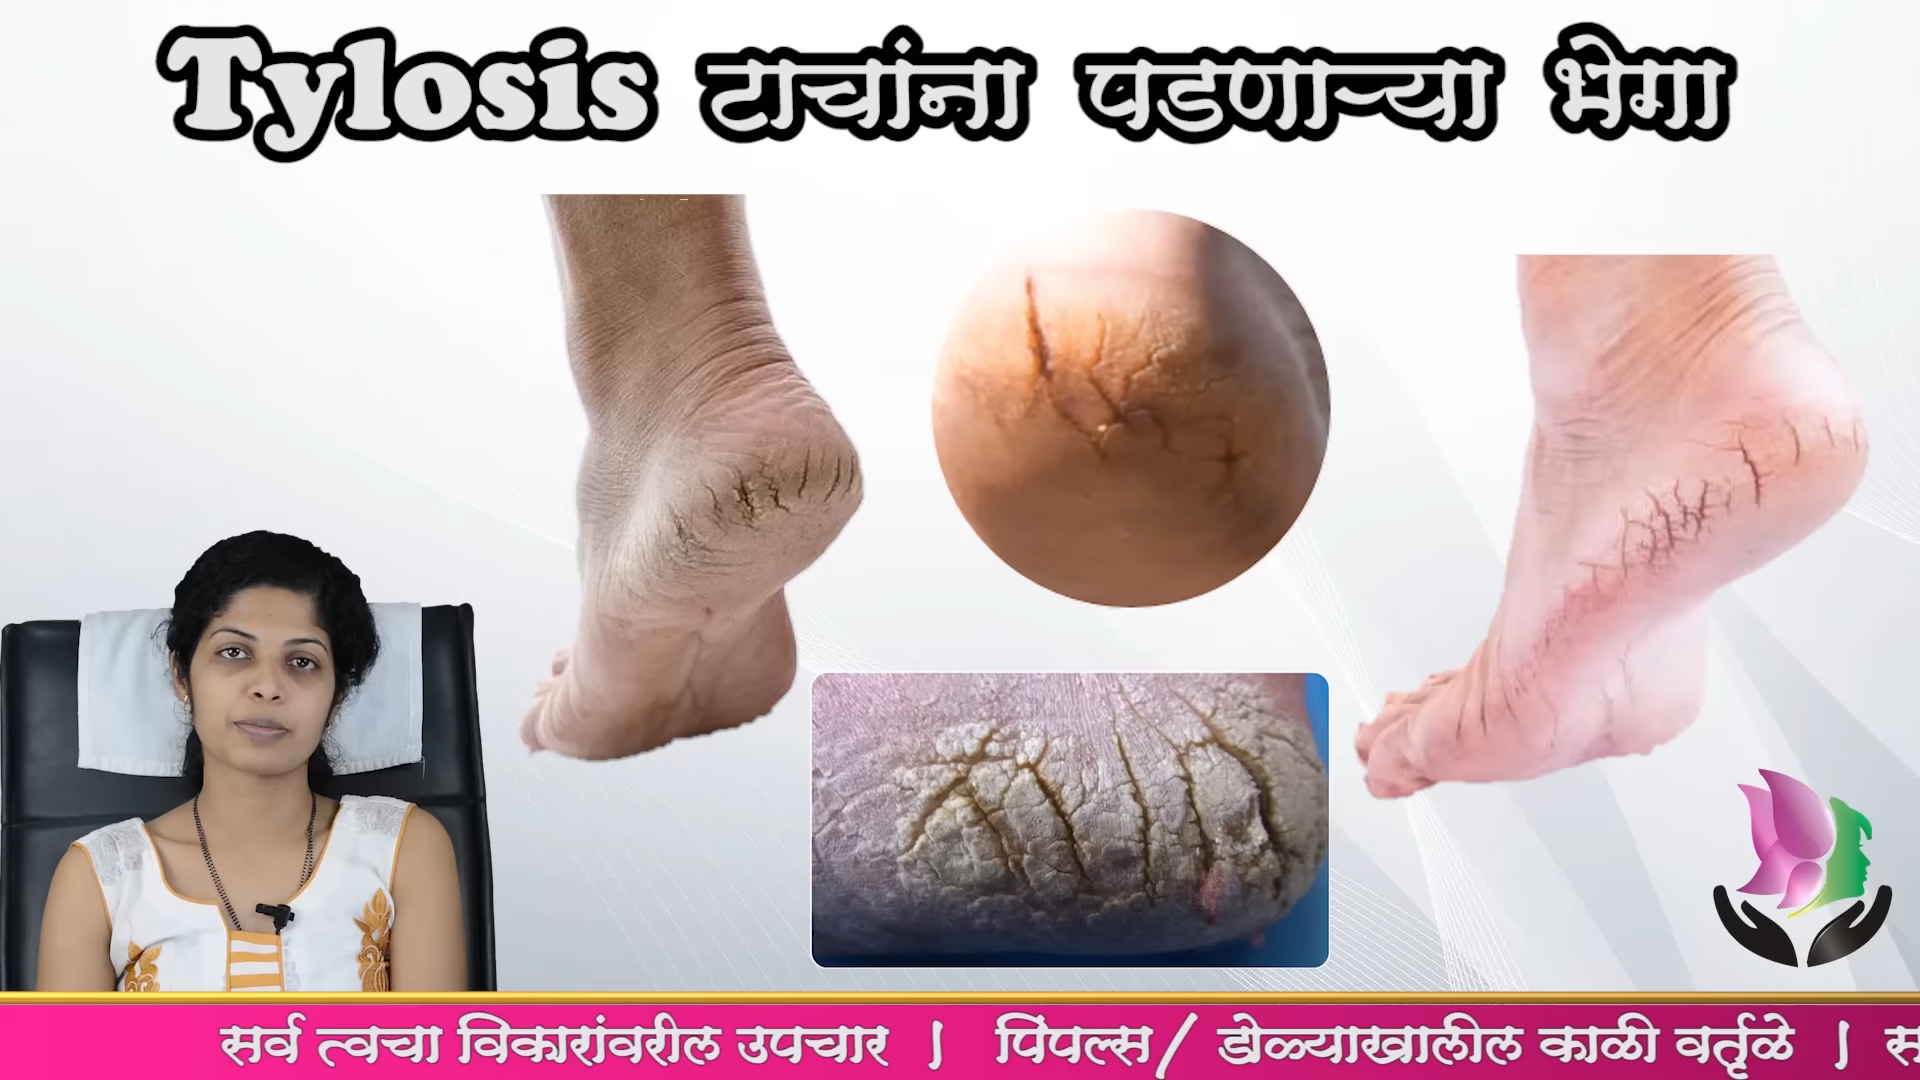 Tylosis टाचांना पडणाऱ्या भेगा
सर्व त्वचा विकारांवरील उपचार | पिंपल्स/ डोळ्याखालील काळी वर्तृळे |